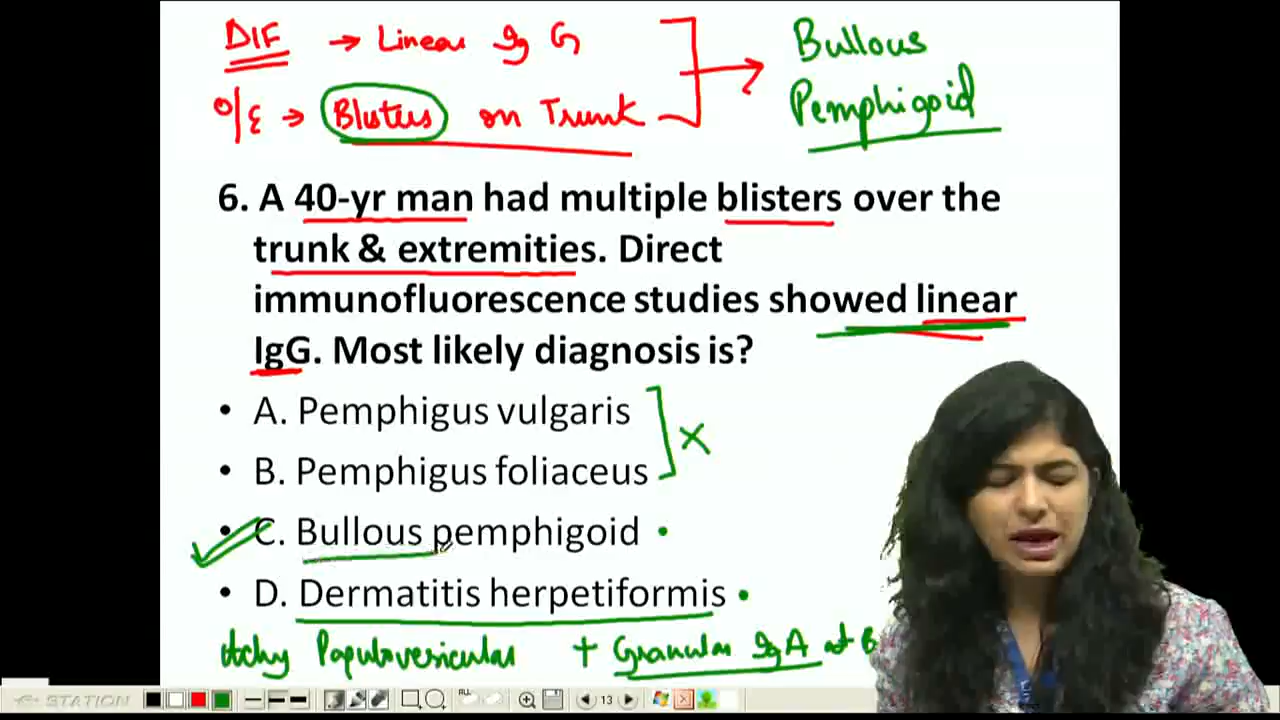 DIF → Linear Ig G
Bullous
Pemphigoid
O/E → Blisters on Trunk
6. A 40-yr man had multiple blisters over the
trunk & extremities. Direct
immunofluorescence studies showed linear
IgG. Most likely diagnosis is?
• A. Pemphigus vulgaris
• B. Pemphigus foliaceus
• C. Bullous pemphigoid
• D. Dermatitis herpetiformis
Itchy Papulovesicular + Granular IgA at
STATION
13